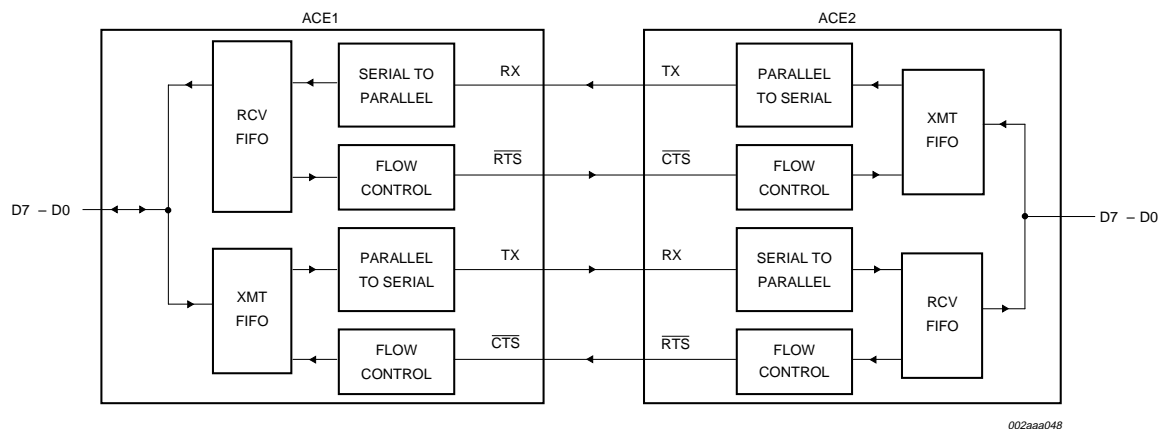 ACE1
ACE2
SERIAL TO
PARALLEL
RX
TX
PARALLEL
TO SERIAL
RCV
FIFO
XMT
FIFO
FLOW
CONTROL
RTS
CTS
FLOW
CONTROL
D7 – D0
D7 – D0
PARALLEL
TO SERIAL
TX
RX
SERIAL TO
PARALLEL
XMT
FIFO
RCV
FIFO
FLOW
CONTROL
CTS
RTS
FLOW
CONTROL
002aaa048